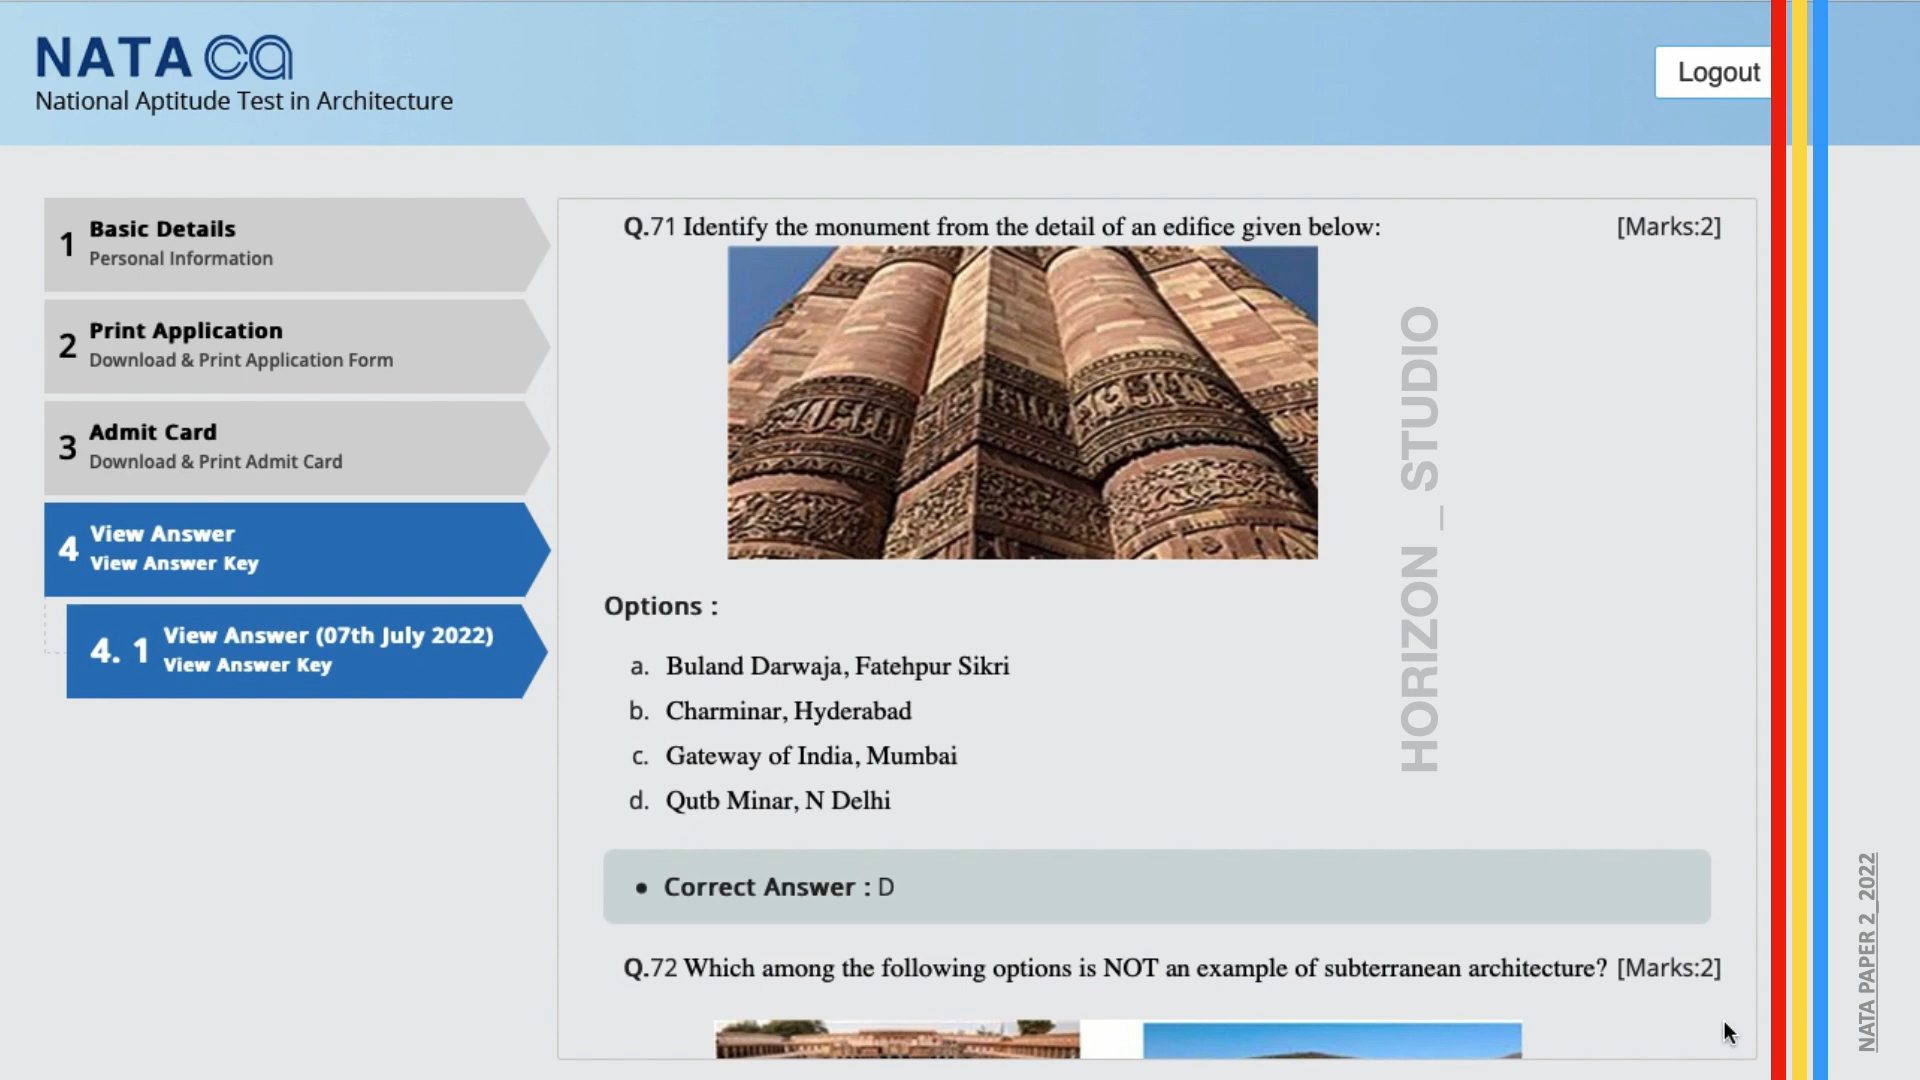 NATA ca
National Aptitude Test in Architecture
Logout
1 Basic Details
Personal Information
2 Print Application
Download & Print Application Form
3 Admit Card
Download & Print Admit Card
4 View Answer
View Answer Key
4. 1 View Answer (07th July 2022)
View Answer Key
Q.71 Identify the monument from the detail of an edifice given below: [Marks:2]
Options :
a. Buland Darwaja, Fatehpur Sikri
b. Charminar, Hyderabad
c. Gateway of India, Mumbai
d. Qutb Minar, N Delhi
• Correct Answer : D
Q.72 Which among the following options is NOT an example of subterranean architecture? [Marks:2]
HORIZON _ STUDIO
NATA PAPER 2_2022